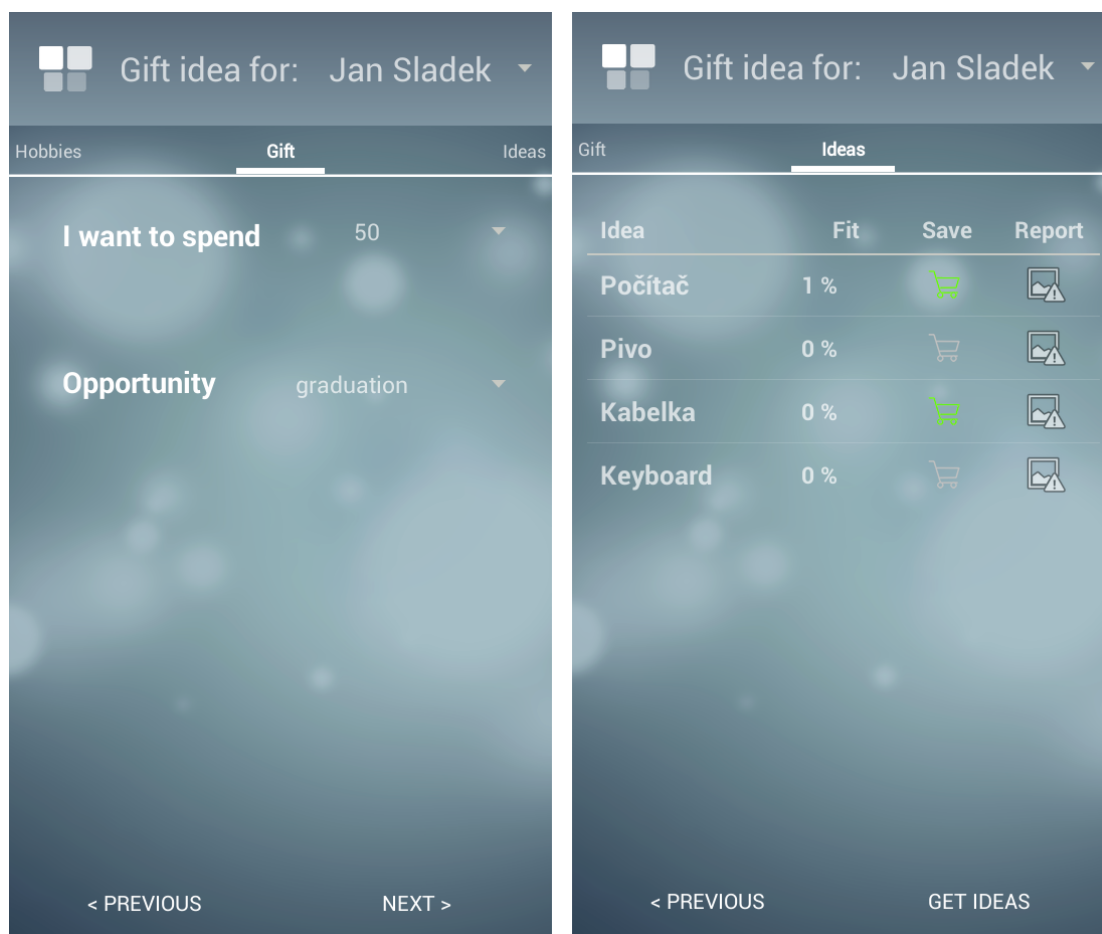 Gift idea for: Jan Sladek
Hobbies Gift Ideas
I want to spend 50
Opportunity graduation
< PREVIOUS NEXT >
Gift idea for: Jan Sladek
Gift Ideas
Idea Fit Save Report
Počítač 1 %
Pivo 0 %
Kabelka 0 %
Keyboard 0 %
< PREVIOUS GET IDEAS